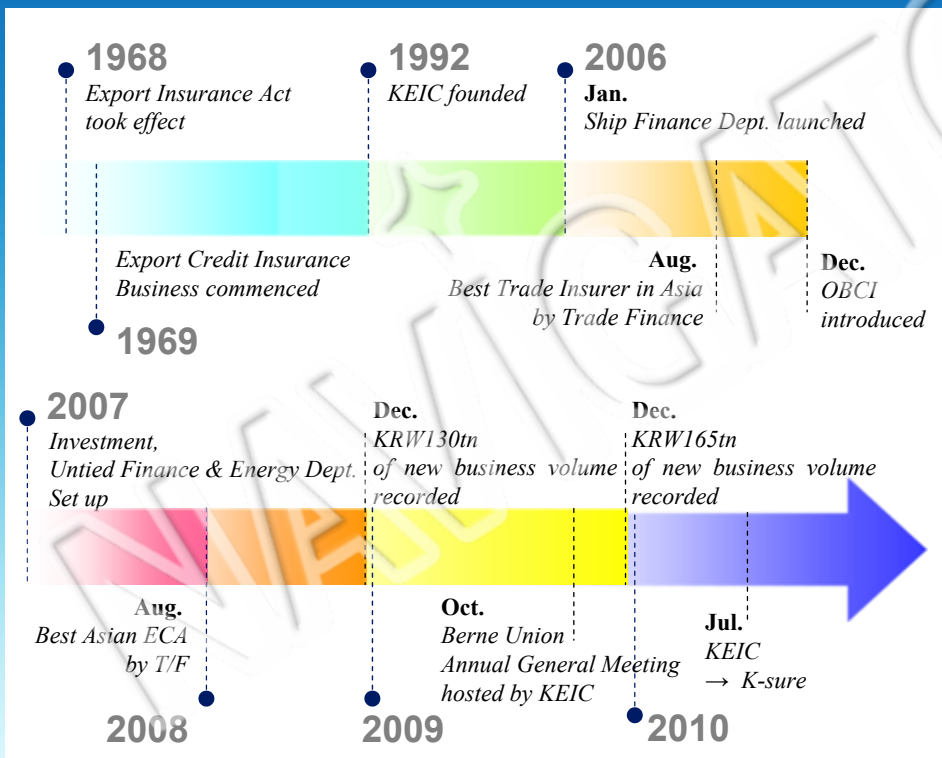 1968
Export Insurance Act
took effect
1992
KEIC founded
2006
Jan.
Ship Finance Dept. launched
Export Credit Insurance
Business commenced
1969
Aug.
Best Trade Insurer in Asia
by Trade Finance
Dec.
OBCI
introduced
2007
Investment,
Untied Finance & Energy Dept.
Set up
Dec.
KRW130tn
of new business volume
recorded
Dec.
KRW165tn
of new business volume
recorded
Aug.
Best Asian ECA
by T/F
2008
Oct.
Berne Union
Annual General Meeting
hosted by KEIC
2009
Jul.
KEIC
→ K-sure
2010